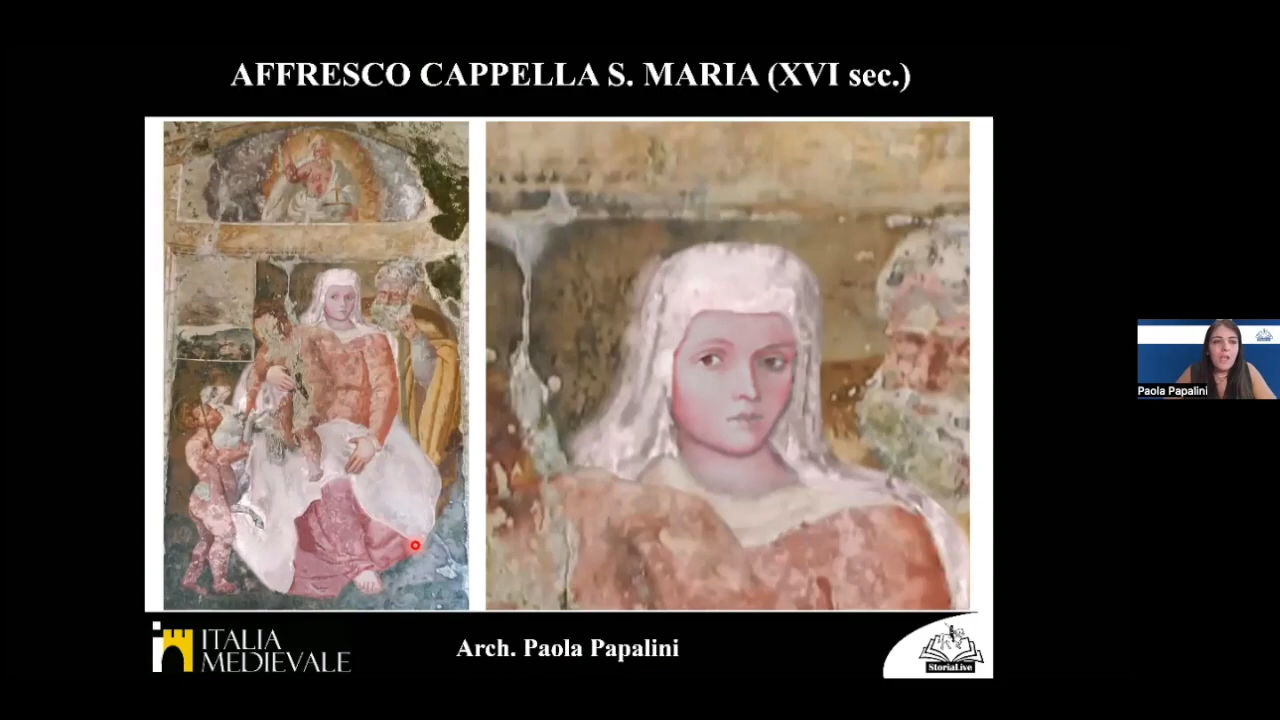 AFFRESCO CAPPELLA S. MARIA (XVI sec.)
Paola Papalini
ITALIA
MEDIEVALE
Arch. Paola Papalini
StoriaLive